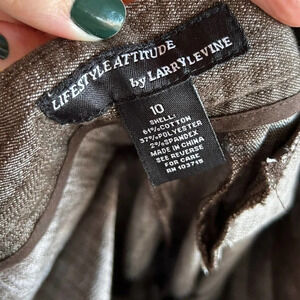 LIFESTYLE ATTITUDE
by LARRY LEVINE
10
SHELL:
61%COTTON
37%POLYESTER
2%SPANDEX
MADE IN CHINA
SEE REVERSE
FOR CARE
RN 103719